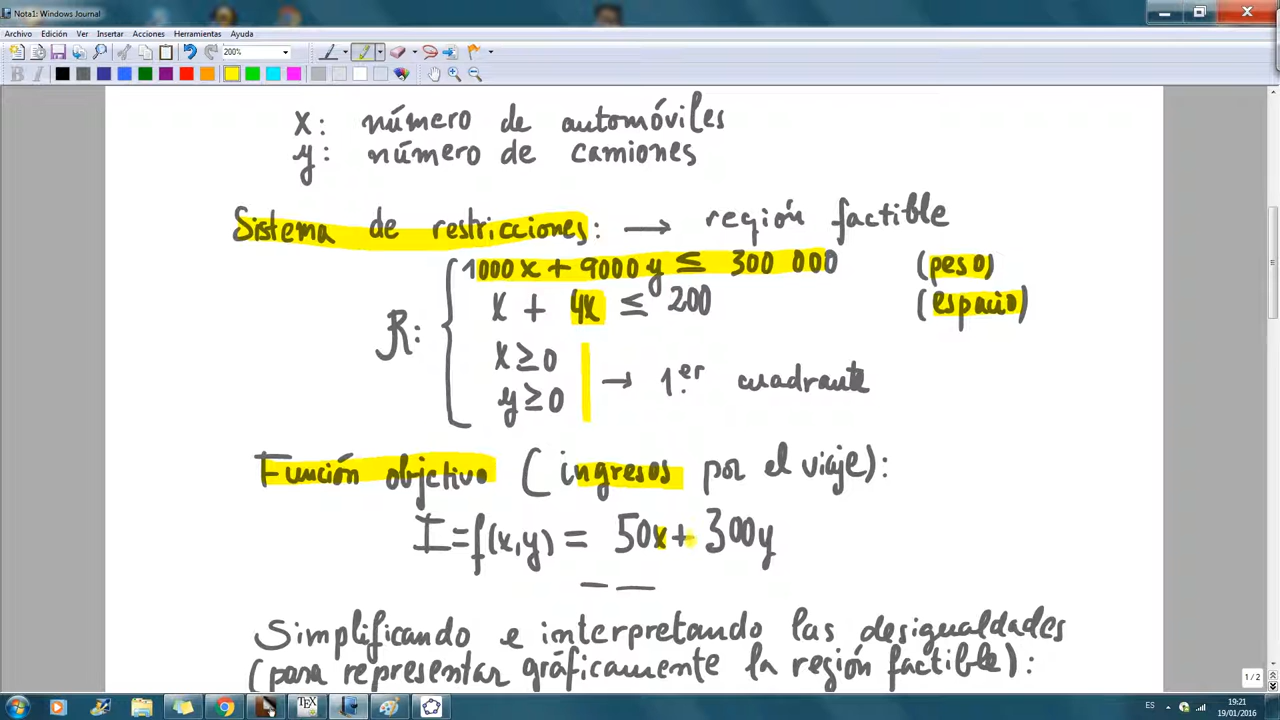 Nota1: Windows Journal
Archivo Edición Ver Insertar Acciones Herramientas Ayuda
200%
x: número de automóviles
y: número de camiones
Sistema de restricciones: → región factible
1000x + 9000y ≤ 300 000 (peso)
x + 4x ≤ 200 (espacio)
R:
x ≥ 0
y ≥ 0 → 1.er cuadrante
Función objetivo (ingresos por el viaje):
I = f(x,y) = 50x + 300y
Simplificando e interpretando las desigualdades
(para representar gráficamente la región factible):
1 / 2
TEX
ES 19:21
19/01/2016